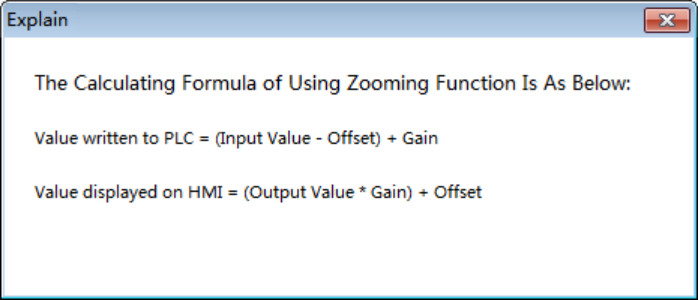 Explain
The Calculating Formula of Using Zooming Function Is As Below:
Value written to PLC = (Input Value - Offset) + Gain
Value displayed on HMI = (Output Value * Gain) + Offset